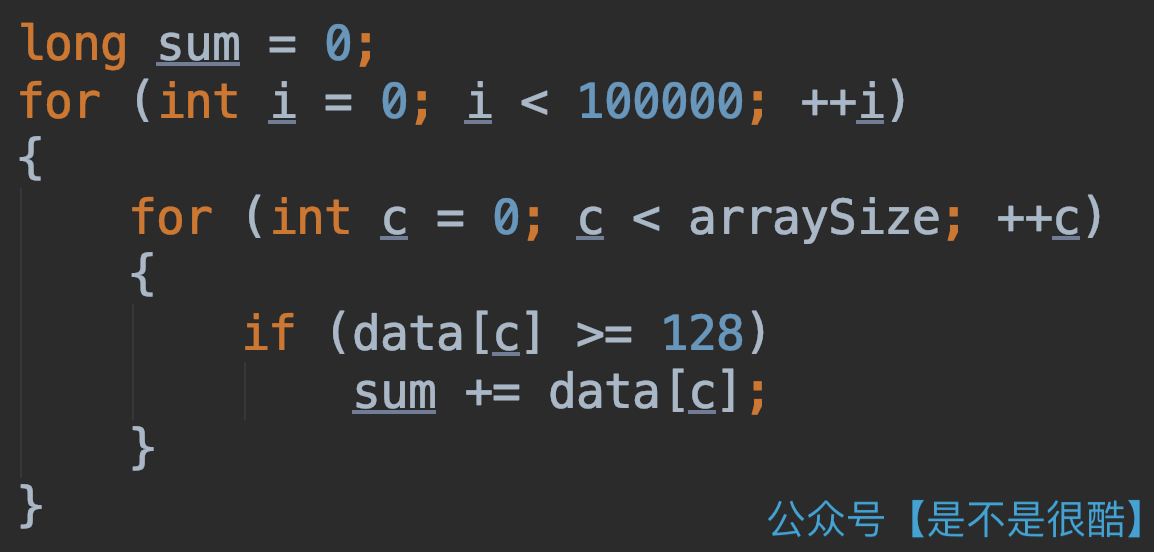 long sum = 0;
for (int i = 0; i < 100000; ++i)
{
    for (int c = 0; c < arraySize; ++c)
    {
        if (data[c] >= 128)
            sum += data[c];
    }
}
公众号【是不是很酷】